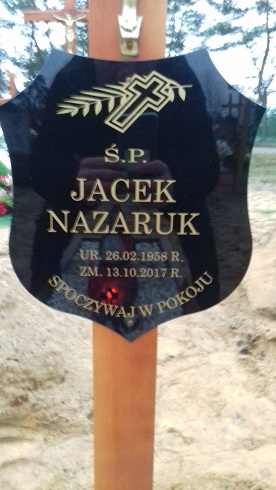 Ś.P.
JACEK
NAZARUK
UR. 26.02.1958 R.
ZM. 13.10.2017 R.
SPOCZYWAJ W POKOJU